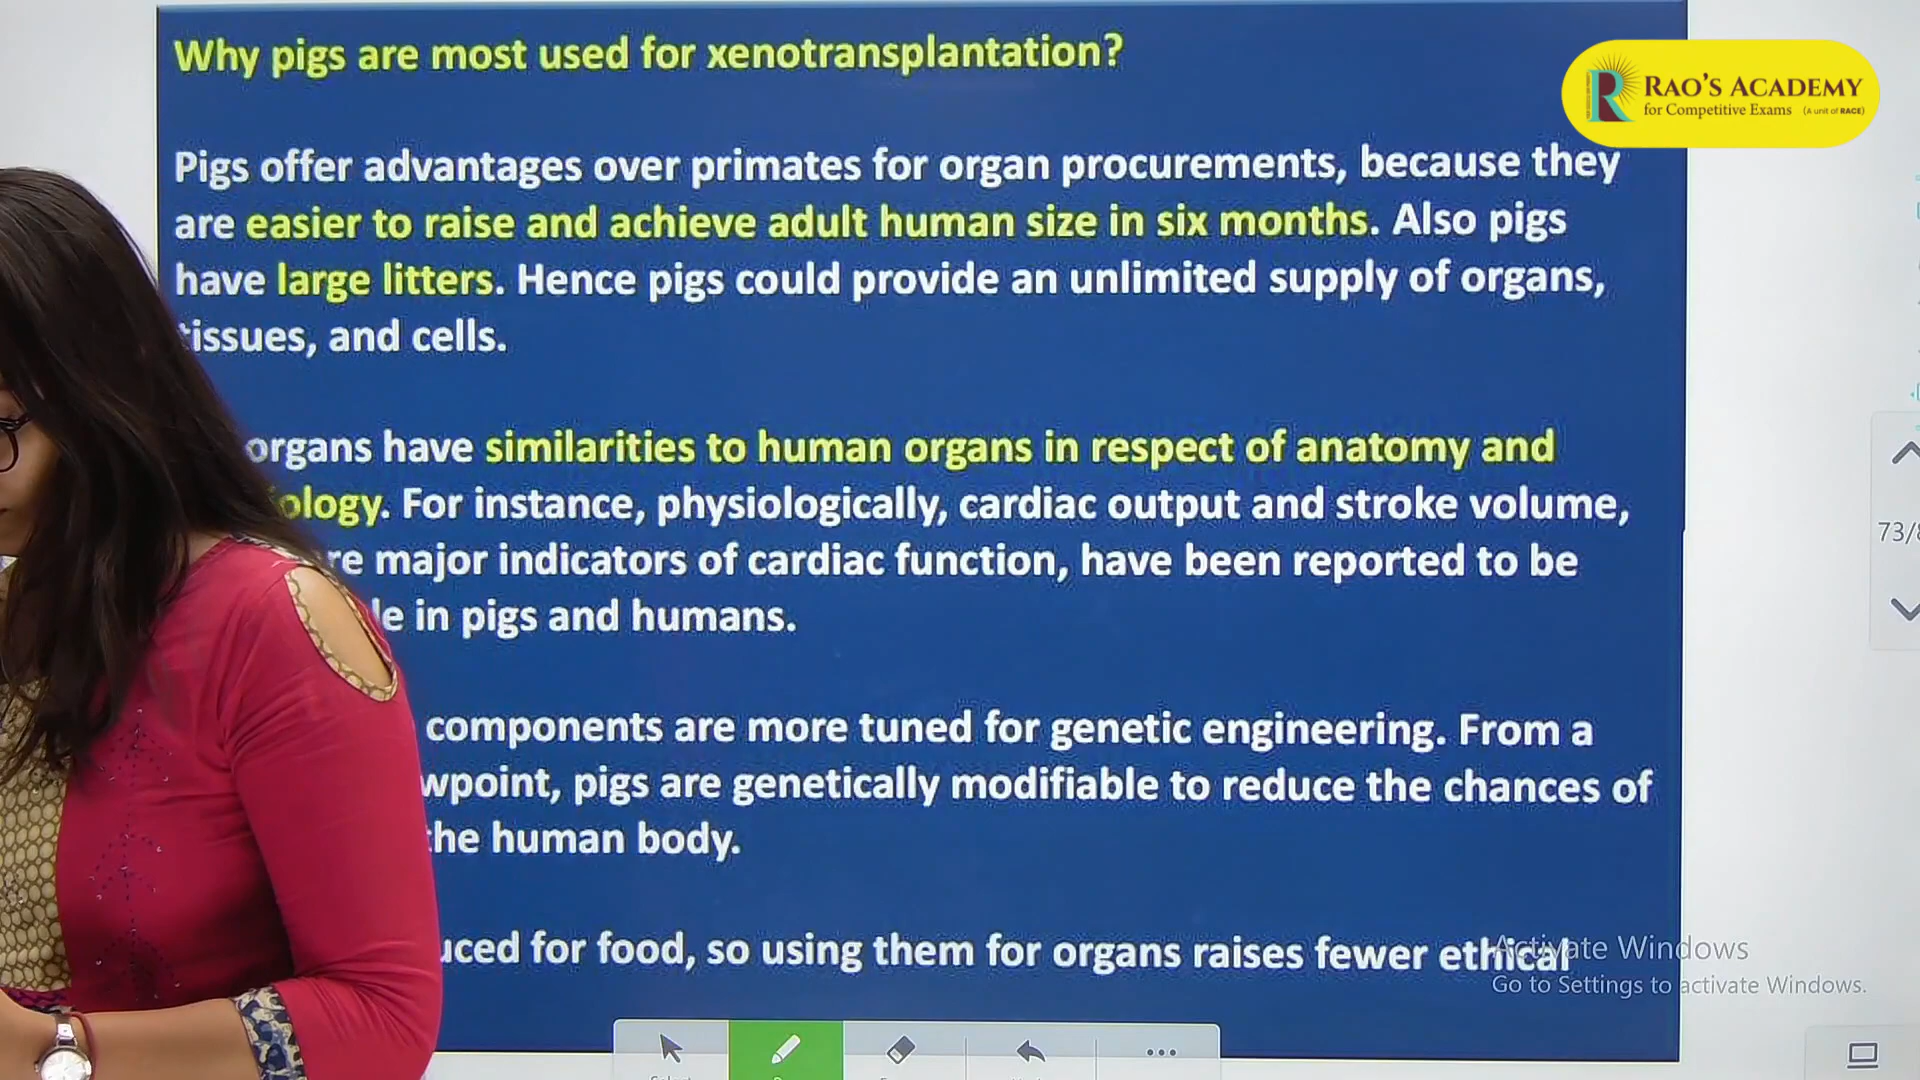 Why pigs are most used for xenotransplantation?
RAO'S ACADEMY
for Competitive Exams (A unit of RACE)
Pigs offer advantages over primates for organ procurements, because they
are easier to raise and achieve adult human size in six months. Also pigs
have large litters. Hence pigs could provide an unlimited supply of organs,
tissues, and cells.
organs have similarities to human organs in respect of anatomy and
ology. For instance, physiologically, cardiac output and stroke volume,
re major indicators of cardiac function, have been reported to be
le in pigs and humans.
73/
components are more tuned for genetic engineering. From a
wpoint, pigs are genetically modifiable to reduce the chances of
the human body.
uced for food, so using them for organs raises fewer ethical
Activate Windows
Go to Settings to activate Windows.